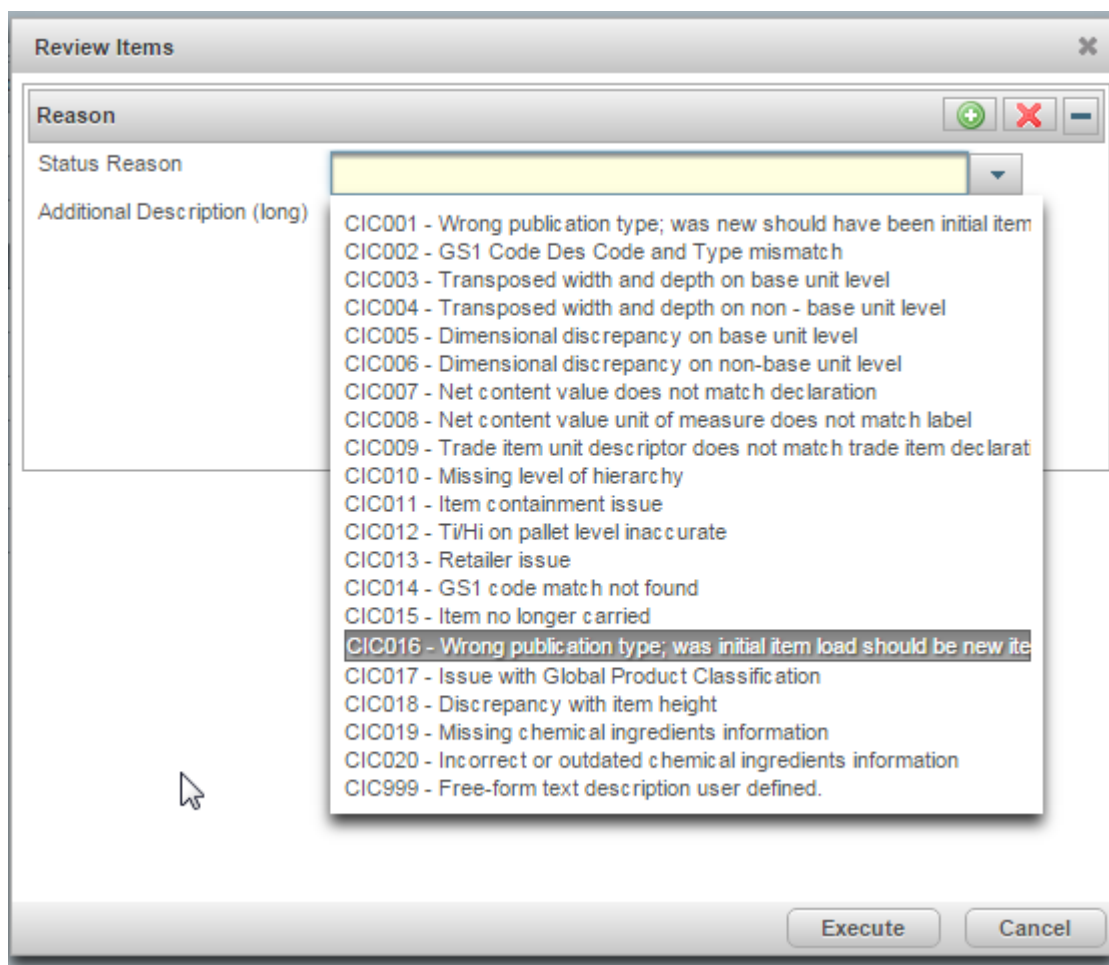 Review Items
Reason
Status Reason
Additional Description (long)
CIC001 - Wrong publication type; was new should have been initial item
CIC002 - GS1 Code Des Code and Type mismatch
CIC003 - Transposed width and depth on base unit level
CIC004 - Transposed width and depth on non - base unit level
CIC005 - Dimensional discrepancy on base unit level
CIC006 - Dimensional discrepancy on non-base unit level
CIC007 - Net content value does not match declaration
CIC008 - Net content value unit of measure does not match label
CIC009 - Trade item unit descriptor does not match trade item declarati
CIC010 - Missing level of hierarchy
CIC011 - Item containment issue
CIC012 - Ti/Hi on pallet level inaccurate
CIC013 - Retailer issue
CIC014 - GS1 code match not found
CIC015 - Item no longer carried
CIC016 - Wrong publication type; was initial item load should be new ite
CIC017 - Issue with Global Product Classification
CIC018 - Discrepancy with item height
CIC019 - Missing chemical ingredients information
CIC020 - Incorrect or outdated chemical ingredients information
CIC999 - Free-form text description user defined.
Execute Cancel